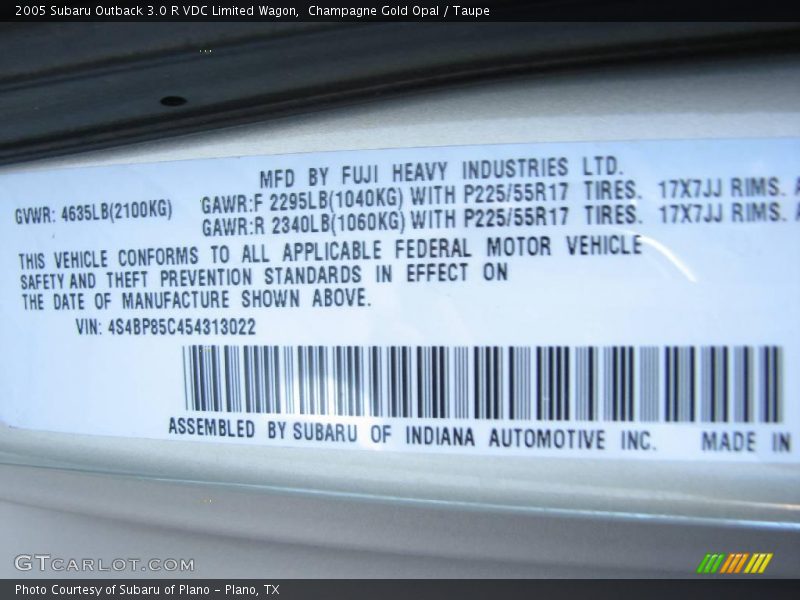 2005 Subaru Outback 3.0 R VDC Limited Wagon,  Champagne Gold Opal / Taupe
MFD BY FUJI HEAVY INDUSTRIES LTD.
GVWR: 4635LB(2100KG)
GAWR:F 2295LB(1040KG) WITH P225/55R17 TIRES. 17X7JJ RIMS. A
GAWR:R 2340LB(1060KG) WITH P225/55R17 TIRES. 17X7JJ RIMS. A
THIS VEHICLE CONFORMS TO ALL APPLICABLE FEDERAL MOTOR VEHICLE
SAFETY AND THEFT PREVENTION STANDARDS IN EFFECT ON
THE DATE OF MANUFACTURE SHOWN ABOVE.
VIN: 4S4BP85C454313022
ASSEMBLED BY SUBARU OF INDIANA AUTOMOTIVE INC. MADE IN
GTCARLOT.COM
Photo Courtesy of Subaru of Plano - Plano, TX